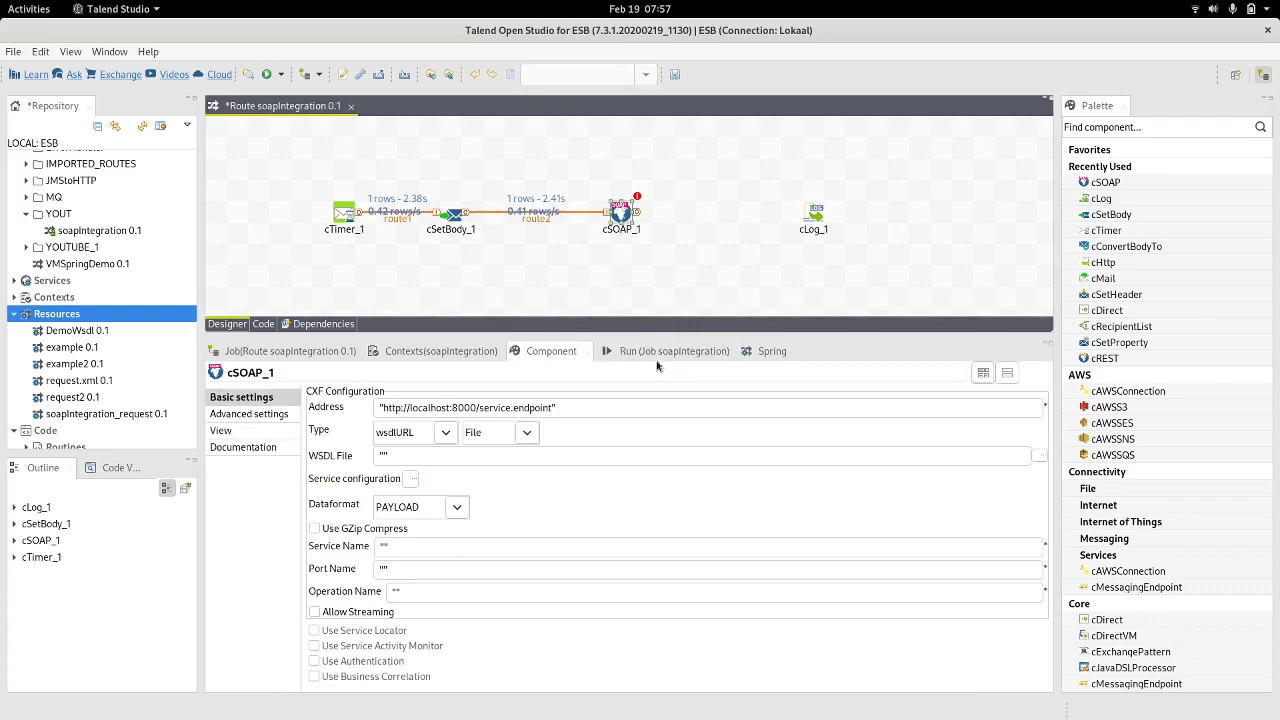 Activities
Talend Studio
Feb 19 07:57
Talend Open Studio for ESB (7.3.1.20200219_1130) | ESB (Connection: Lokaal)
File Edit View Window Help
Learn Ask Exchange Videos Cloud
*Repository
LOCAL: ESB
IMPORTED_ROUTES
JMStoHTTP
MQ
YOUT
soapIntegration 0.1
YOUTUBE_1
VMSpringDemo 0.1
Services
Contexts
Resources
DemoWsdl 0.1
example 0.1
example2 0.1
request.xml 0.1
request2 0.1
soapIntegration_request 0.1
Code
Routines
Outline
Code V...
cLog_1
cSetBody_1
cSOAP_1
cTimer_1
*Route soapIntegration 0.1
1 rows - 2.38s
0.42 rows/s
route1
1 rows - 2.41s
0.41 rows/s
route2
cTimer_1
cSetBody_1
cSOAP_1
cLog_1
Designer Code Dependencies
Job(Route soapIntegration 0.1)
Contexts(soapIntegration)
Component
Run (Job soapIntegration)
Spring
cSOAP_1
Basic settings
Advanced settings
View
Documentation
CXF Configuration
Address "http://localhost:8000/service.endpoint" *
Type wsdlURL File
WSDL File ""
Service configuration ...
Dataformat PAYLOAD
Use GZip Compress
Service Name "" *
Port Name "" *
Operation Name "" *
Allow Streaming
Use Service Locator
Use Service Activity Monitor
Use Authentication
Use Business Correlation
Palette
Find component...
Favorites
Recently Used
cSOAP
cLog
cSetBody
cTimer
cConvertBodyTo
cHttp
cMail
cSetHeader
cDirect
cRecipientList
cSetProperty
cREST
AWS
cAWSConnection
cAWSS3
cAWSSES
cAWSSNS
cAWSSQS
Connectivity
File
Internet
Internet of Things
Messaging
Services
cAWSConnection
cMessagingEndpoint
Core
cDirect
cDirectVM
cExchangePattern
cJavaDSLProcessor
cMessagingEndpoint